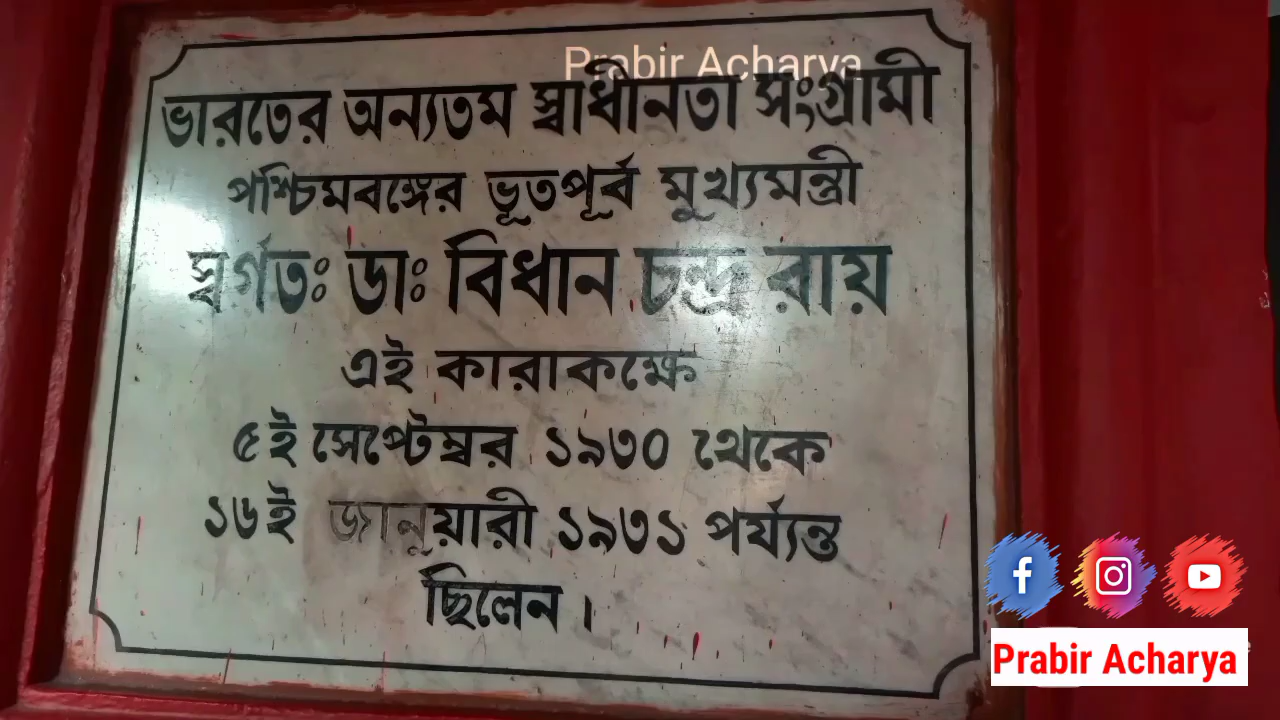 Prabir Acharya
ভারতের অন্যতম স্বাধীনতা সংগ্রামী
পশ্চিমবঙ্গের ভূতপূর্ব মুখ্যমন্ত্রী
স্বর্গতঃ ডাঃ বিধান চন্দ্র রায়
এই কারাকক্ষে
৫ই সেপ্টেম্বর ১৯৩০ থেকে
১৬ই জানুয়ারী ১৯৩১ পর্য্যন্ত
ছিলেন।
Prabir Acharya